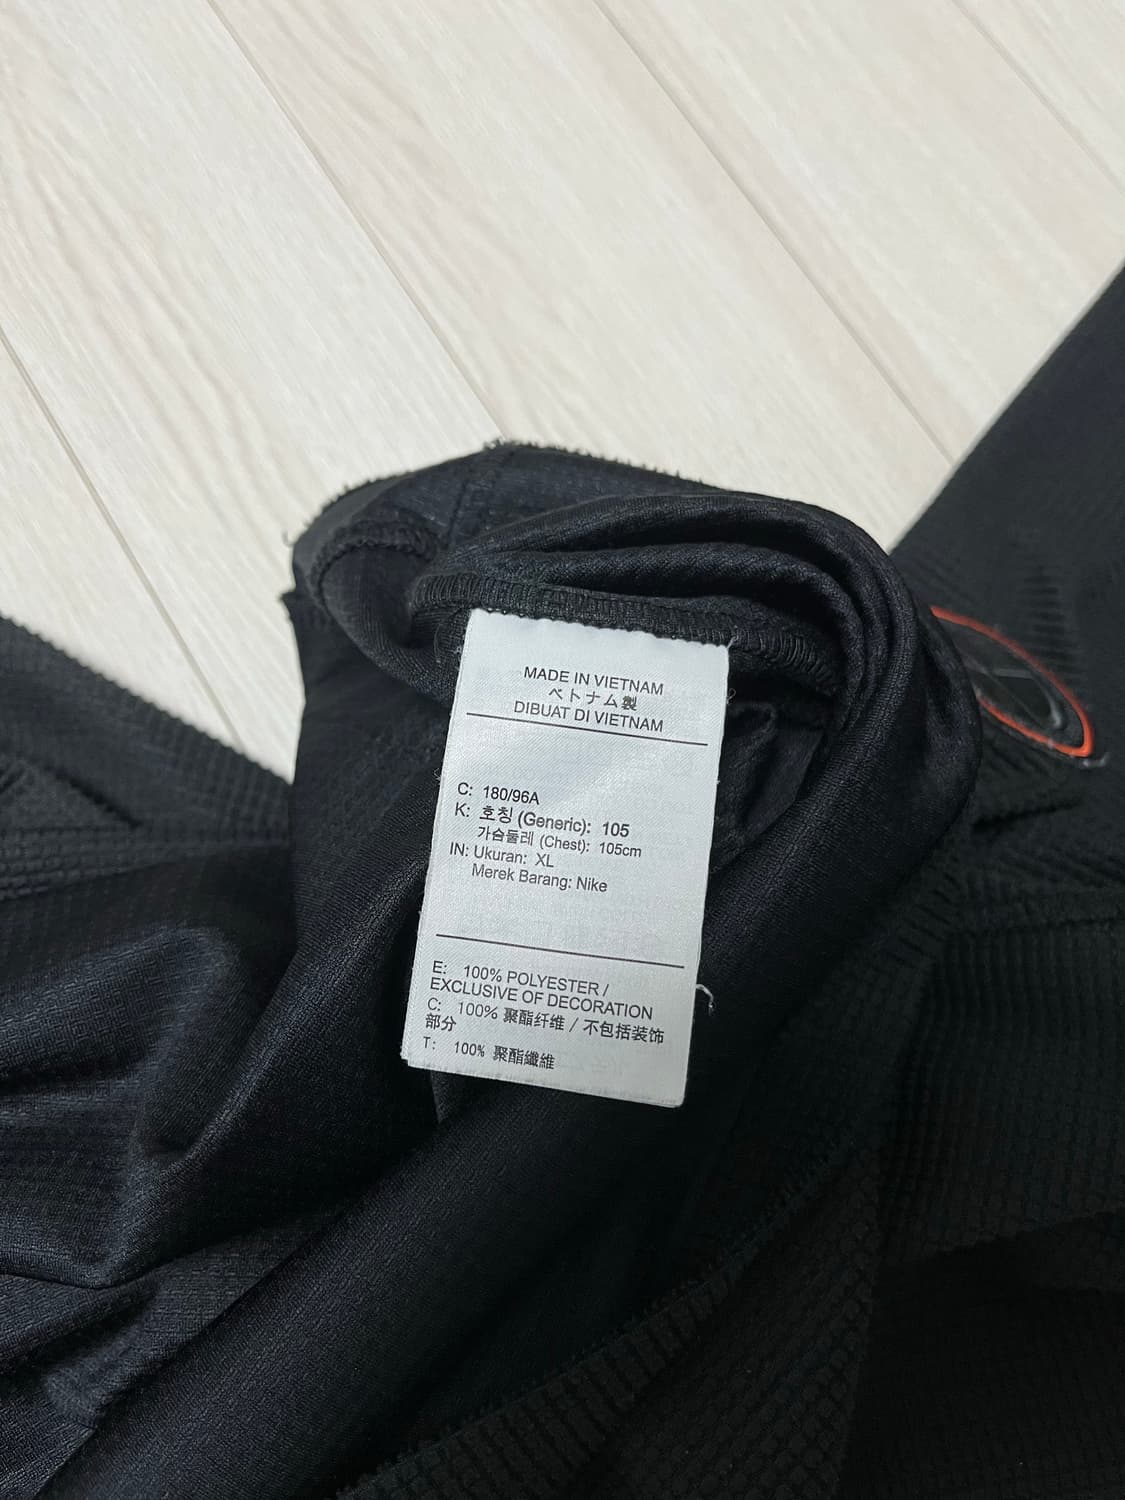 MADE IN VIETNAM
ベトナム製
DIBUAT DI VIETNAM
C: 180/96A
K: 호칭 (Generic): 105
가슴둘레 (Chest): 105cm
IN: Ukuran: XL
Merek Barang: Nike
E: 100% POLYESTER /
EXCLUSIVE OF DECORATION
C: 100% 聚酯纤维 / 不包括装饰
部分
T: 100% 聚酯纖維